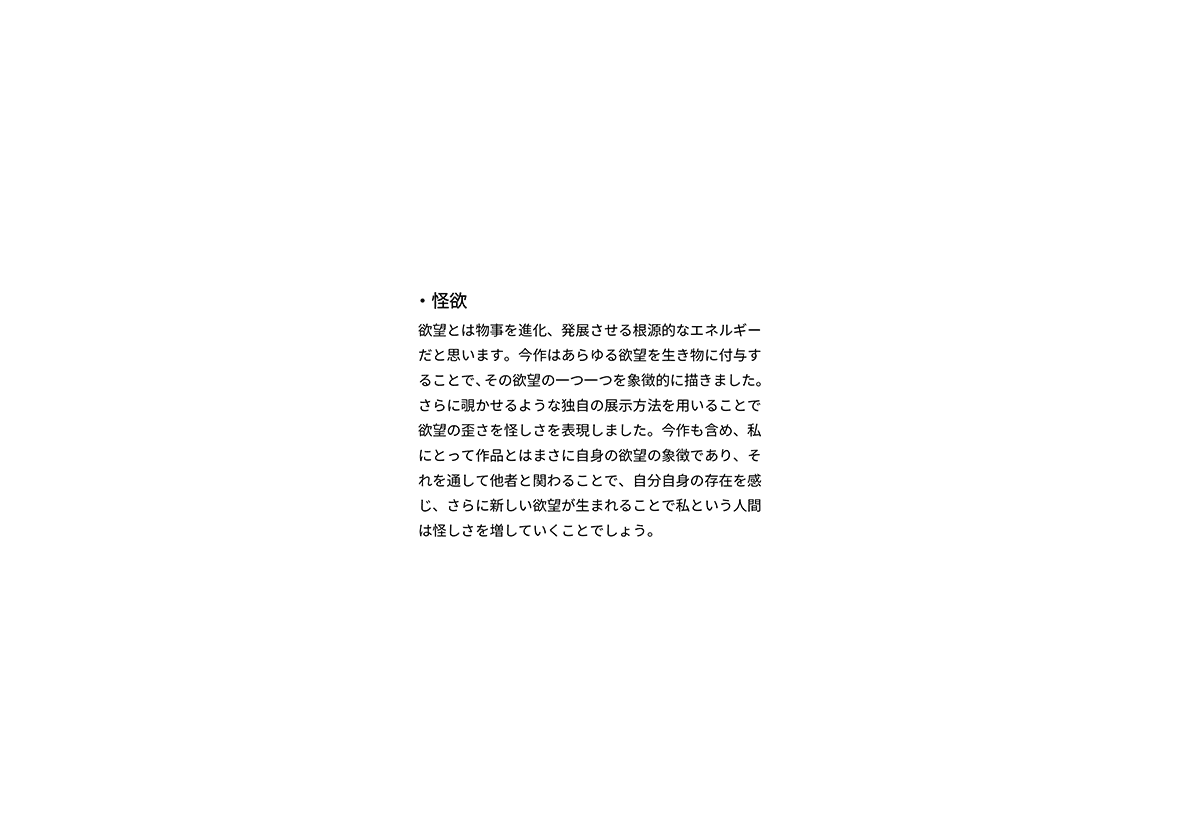 ・怪欲
欲望とは物事を進化、発展させる根源的なエネルギー
だと思います。今作はあらゆる欲望を生き物に付与す
ることで、その欲望の一つ一つを象徴的に描きました。
さらに覗かせるような独自の展示方法を用いることで
欲望の歪さを怪しさを表現しました。今作も含め、私
にとって作品とはまさに自身の欲望の象徴であり、そ
れを通して他者と関わることで、自分自身の存在を感
じ、さらに新しい欲望が生まれることで私という人間
は怪しさを増していくことでしょう。